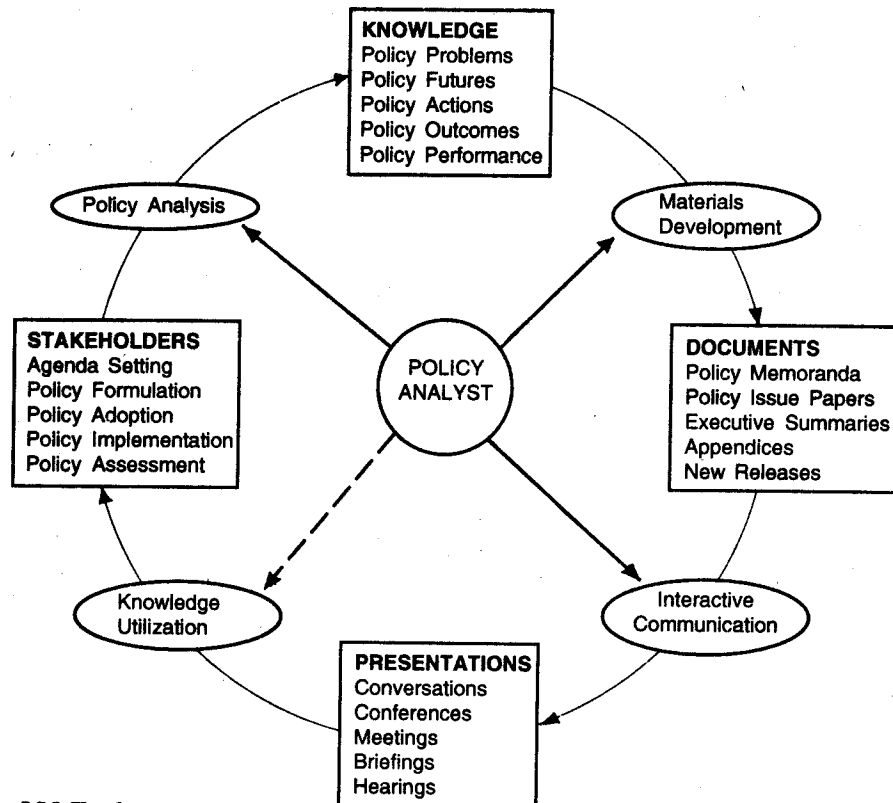 KNOWLEDGE
Policy Problems
Policy Futures
Policy Actions
Policy Outcomes
Policy Performance
Policy Analysis
Materials
Development
STAKEHOLDERS
Agenda Setting
Policy Formulation
Policy Adoption
Policy Implementation
Policy Assessment
POLICY
ANALYST
DOCUMENTS
Policy Memoranda
Policy Issue Papers
Executive Summaries
Appendices
New Releases
Knowledge
Utilization
Interactive
Communication
PRESENTATIONS
Conversations
Conferences
Meetings
Briefings
Hearings